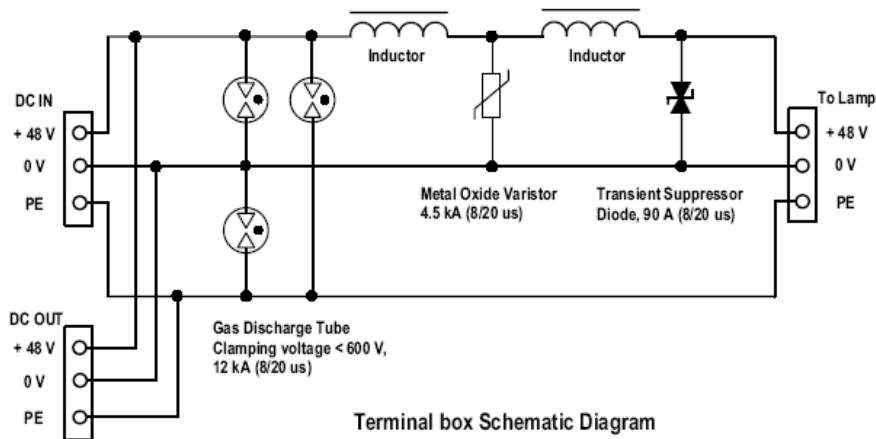 Inductor
Inductor
DC IN
+ 48 V
0 V
PE
To Lamp
+ 48 V
0 V
PE
Metal Oxide Varistor
4.5 kA (8/20 us)
Transient Suppressor
Diode, 90 A (8/20 us)
DC OUT
+ 48 V
0 V
PE
Gas Discharge Tube
Clamping voltage < 600 V,
12 kA (8/20 us)
Terminal box Schematic Diagram